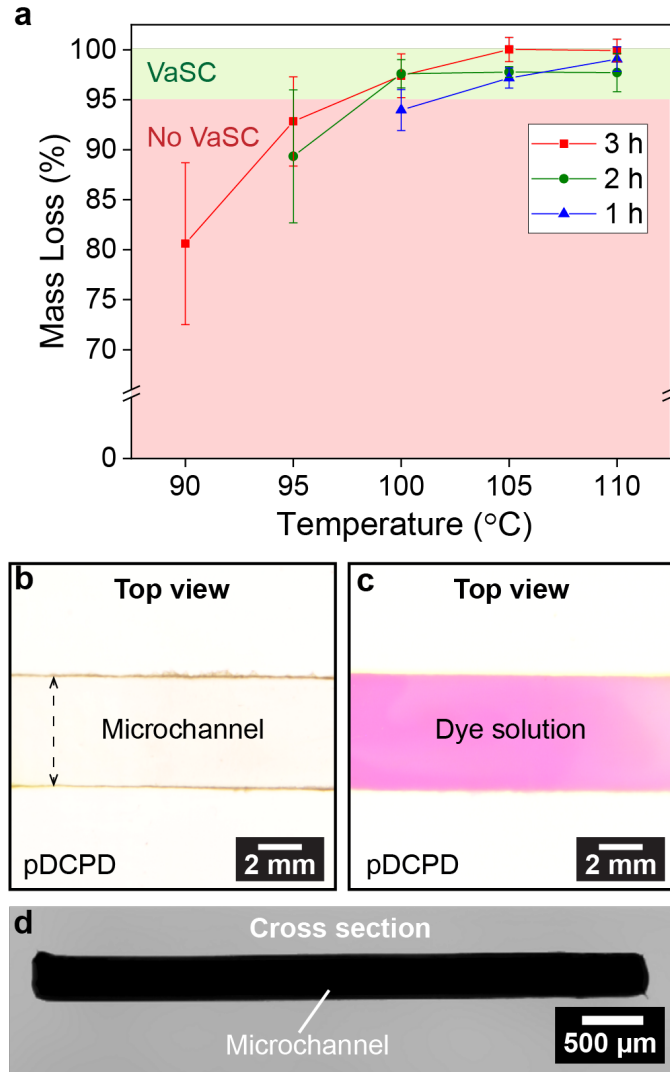 a
VaSC
No VaSC
3 h
2 h
1 h
100
95
90
85
80
75
70
0
Mass Loss (%)
90 95 100 105 110
Temperature (°C)
b
Top view
Microchannel
pDCPD
2 mm
c
Top view
Dye solution
pDCPD
2 mm
d
Cross section
Microchannel
500 µm